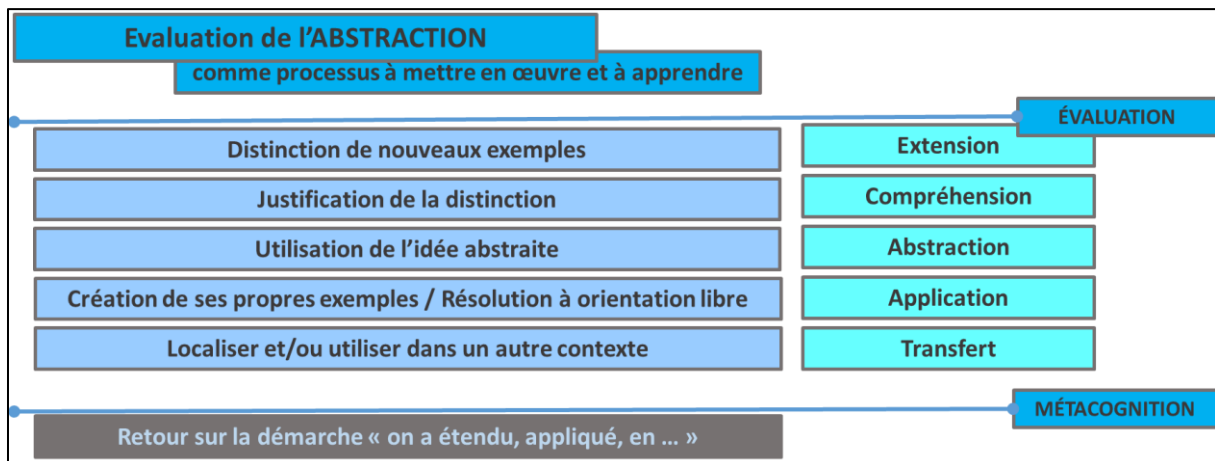 Evaluation de l'ABSTRACTION
comme processus à mettre en œuvre et à apprendre
ÉVALUATION
Distinction de nouveaux exemples
Extension
Justification de la distinction
Compréhension
Utilisation de l'idée abstraite
Abstraction
Création de ses propres exemples / Résolution à orientation libre
Application
Localiser et/ou utiliser dans un autre contexte
Transfert
MÉTACOGNITION
Retour sur la démarche « on a étendu, appliqué, en ... »